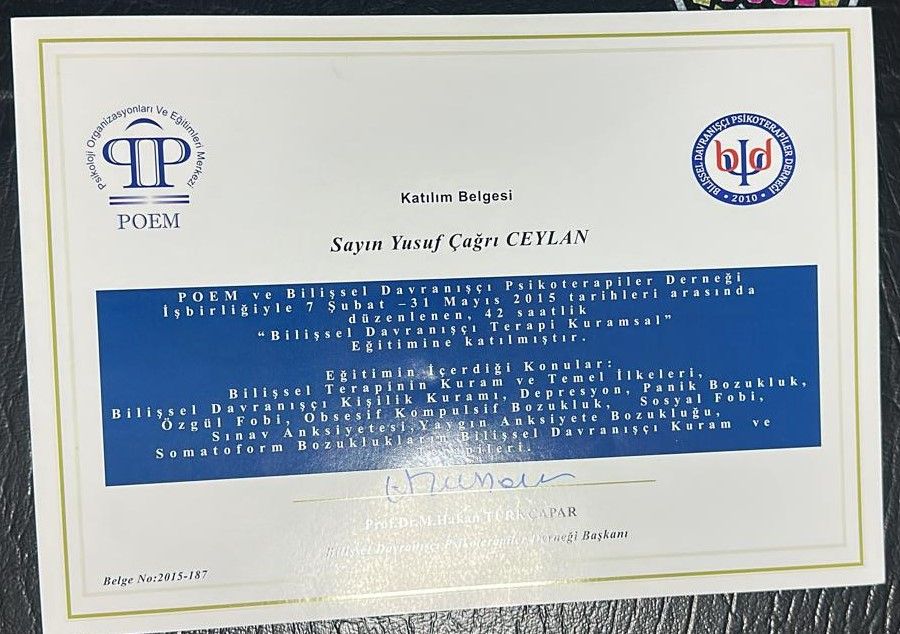 Psikoloji Organizasyonları Ve Eğitimleri Merkezi
POEM
BİLİŞSEL DAVRANIŞÇI PSİKOTERAPİLER DERNEĞİ
2010
Katılım Belgesi
Sayın Yusuf Çağrı CEYLAN
POEM ve Bilişsel Davranışçı Psikoterapiler Derneği
İşbirliğiyle 7 Şubat –31 Mayıs 2015 tarihleri arasında
düzenlenen, 42 saatlik
“Bilişsel Davranışçı Terapi Kuramsal”
Eğitimine katılmıştır.
Eğitimin İçerdiği Konular:
Bilişsel Terapinin Kuram ve Temel İlkeleri,
Bilişsel Davranışçı Kişilik Kuramı, Depresyon, Panik Bozukluk,
Özgül Fobi, Obsesif Kompulsif Bozukluk, Sosyal Fobi,
Sınav Anksiyetesi,Yaygın Anksiyete Bozukluğu,
Somatoform Bozuklukların Bilişsel Davranışçı Kuram ve
Prof.Dr.M.Hakan TÜRKÇAPAR
Bilişsel Davranışçı Psikoterapiler Derneği Başkanı
Belge No:2015-187